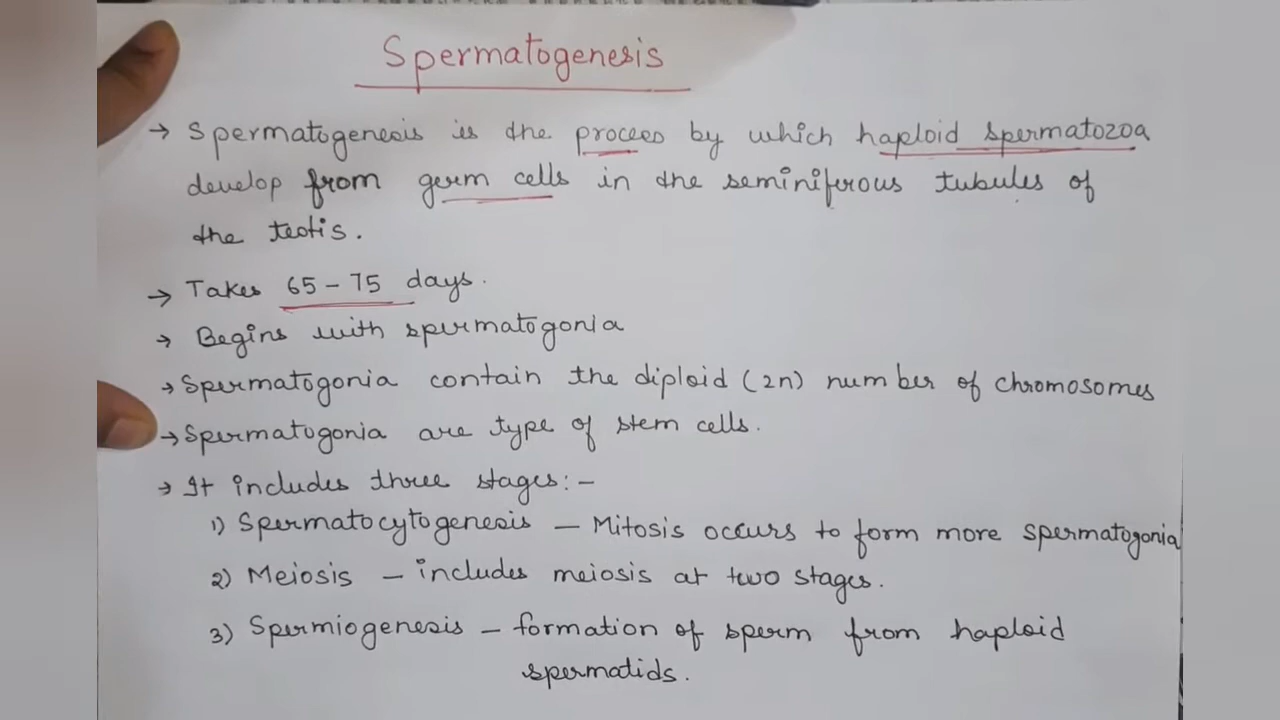 Spermatogenesis
→ Spermatogenesis is the process by which haploid spermatozoa
develop from germ cells in the seminiferous tubules of
the testis.
→ Takes 65-75 days.
→ Begins with spermatogonia
→ Spermatogonia contain the diploid (2n) number of chromosomes
→ Spermatogonia are type of stem cells.
→ It includes three stages:-
1) Spermatocytogenesis - Mitosis occurs to form more spermatogonia
2) Meiosis - includes meiosis at two stages.
3) Spermiogenesis - formation of sperm from haploid
spermatids.